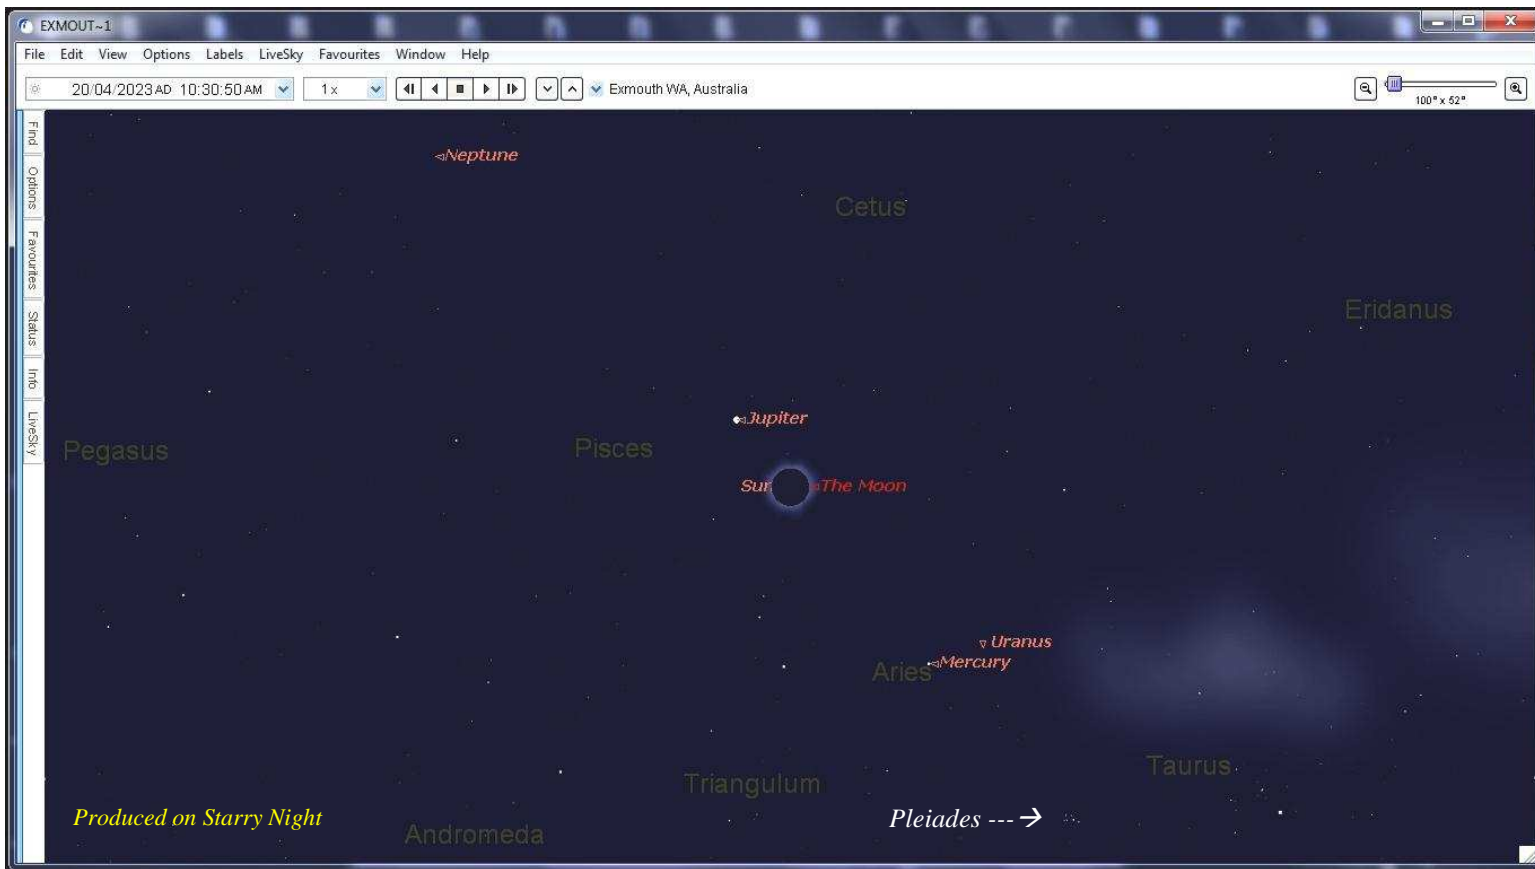 EXMOUT~1
File Edit View Options Labels LiveSky Favourites Window Help
20/04/2023 AD 10:30:50 AM 1 x Exmouth WA, Australia
100° x 52°
Find
Options
Favourites
Status
Info
LiveSky
Neptune
Cetus
Eridanus
Jupiter
Pegasus
Pisces
Sun
The Moon
Uranus
Mercury
Aries
Taurus
Triangulum
Produced on Starry Night
Pleiades --- →
Andromeda